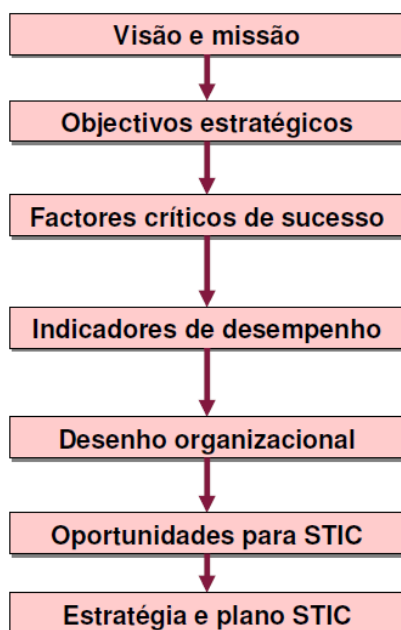 Visão e missão
Objectivos estratégicos
Factores críticos de sucesso
Indicadores de desempenho
Desenho organizacional
Oportunidades para STIC
Estratégia e plano STIC